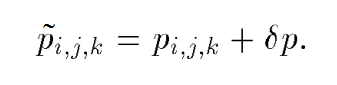 p̃_{i,j,k} = p_{i,j,k} + δp.